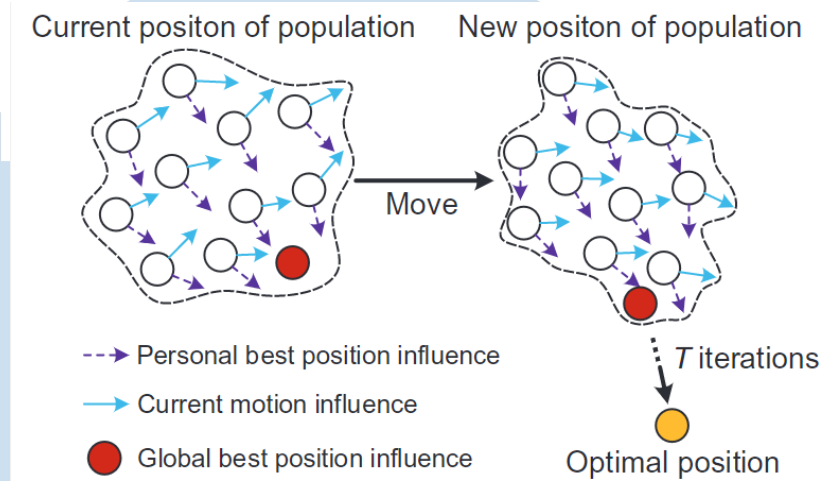 Current positon of population
New positon of population
Move
Personal best position influence
Current motion influence
Global best position influence
T iterations
Optimal position